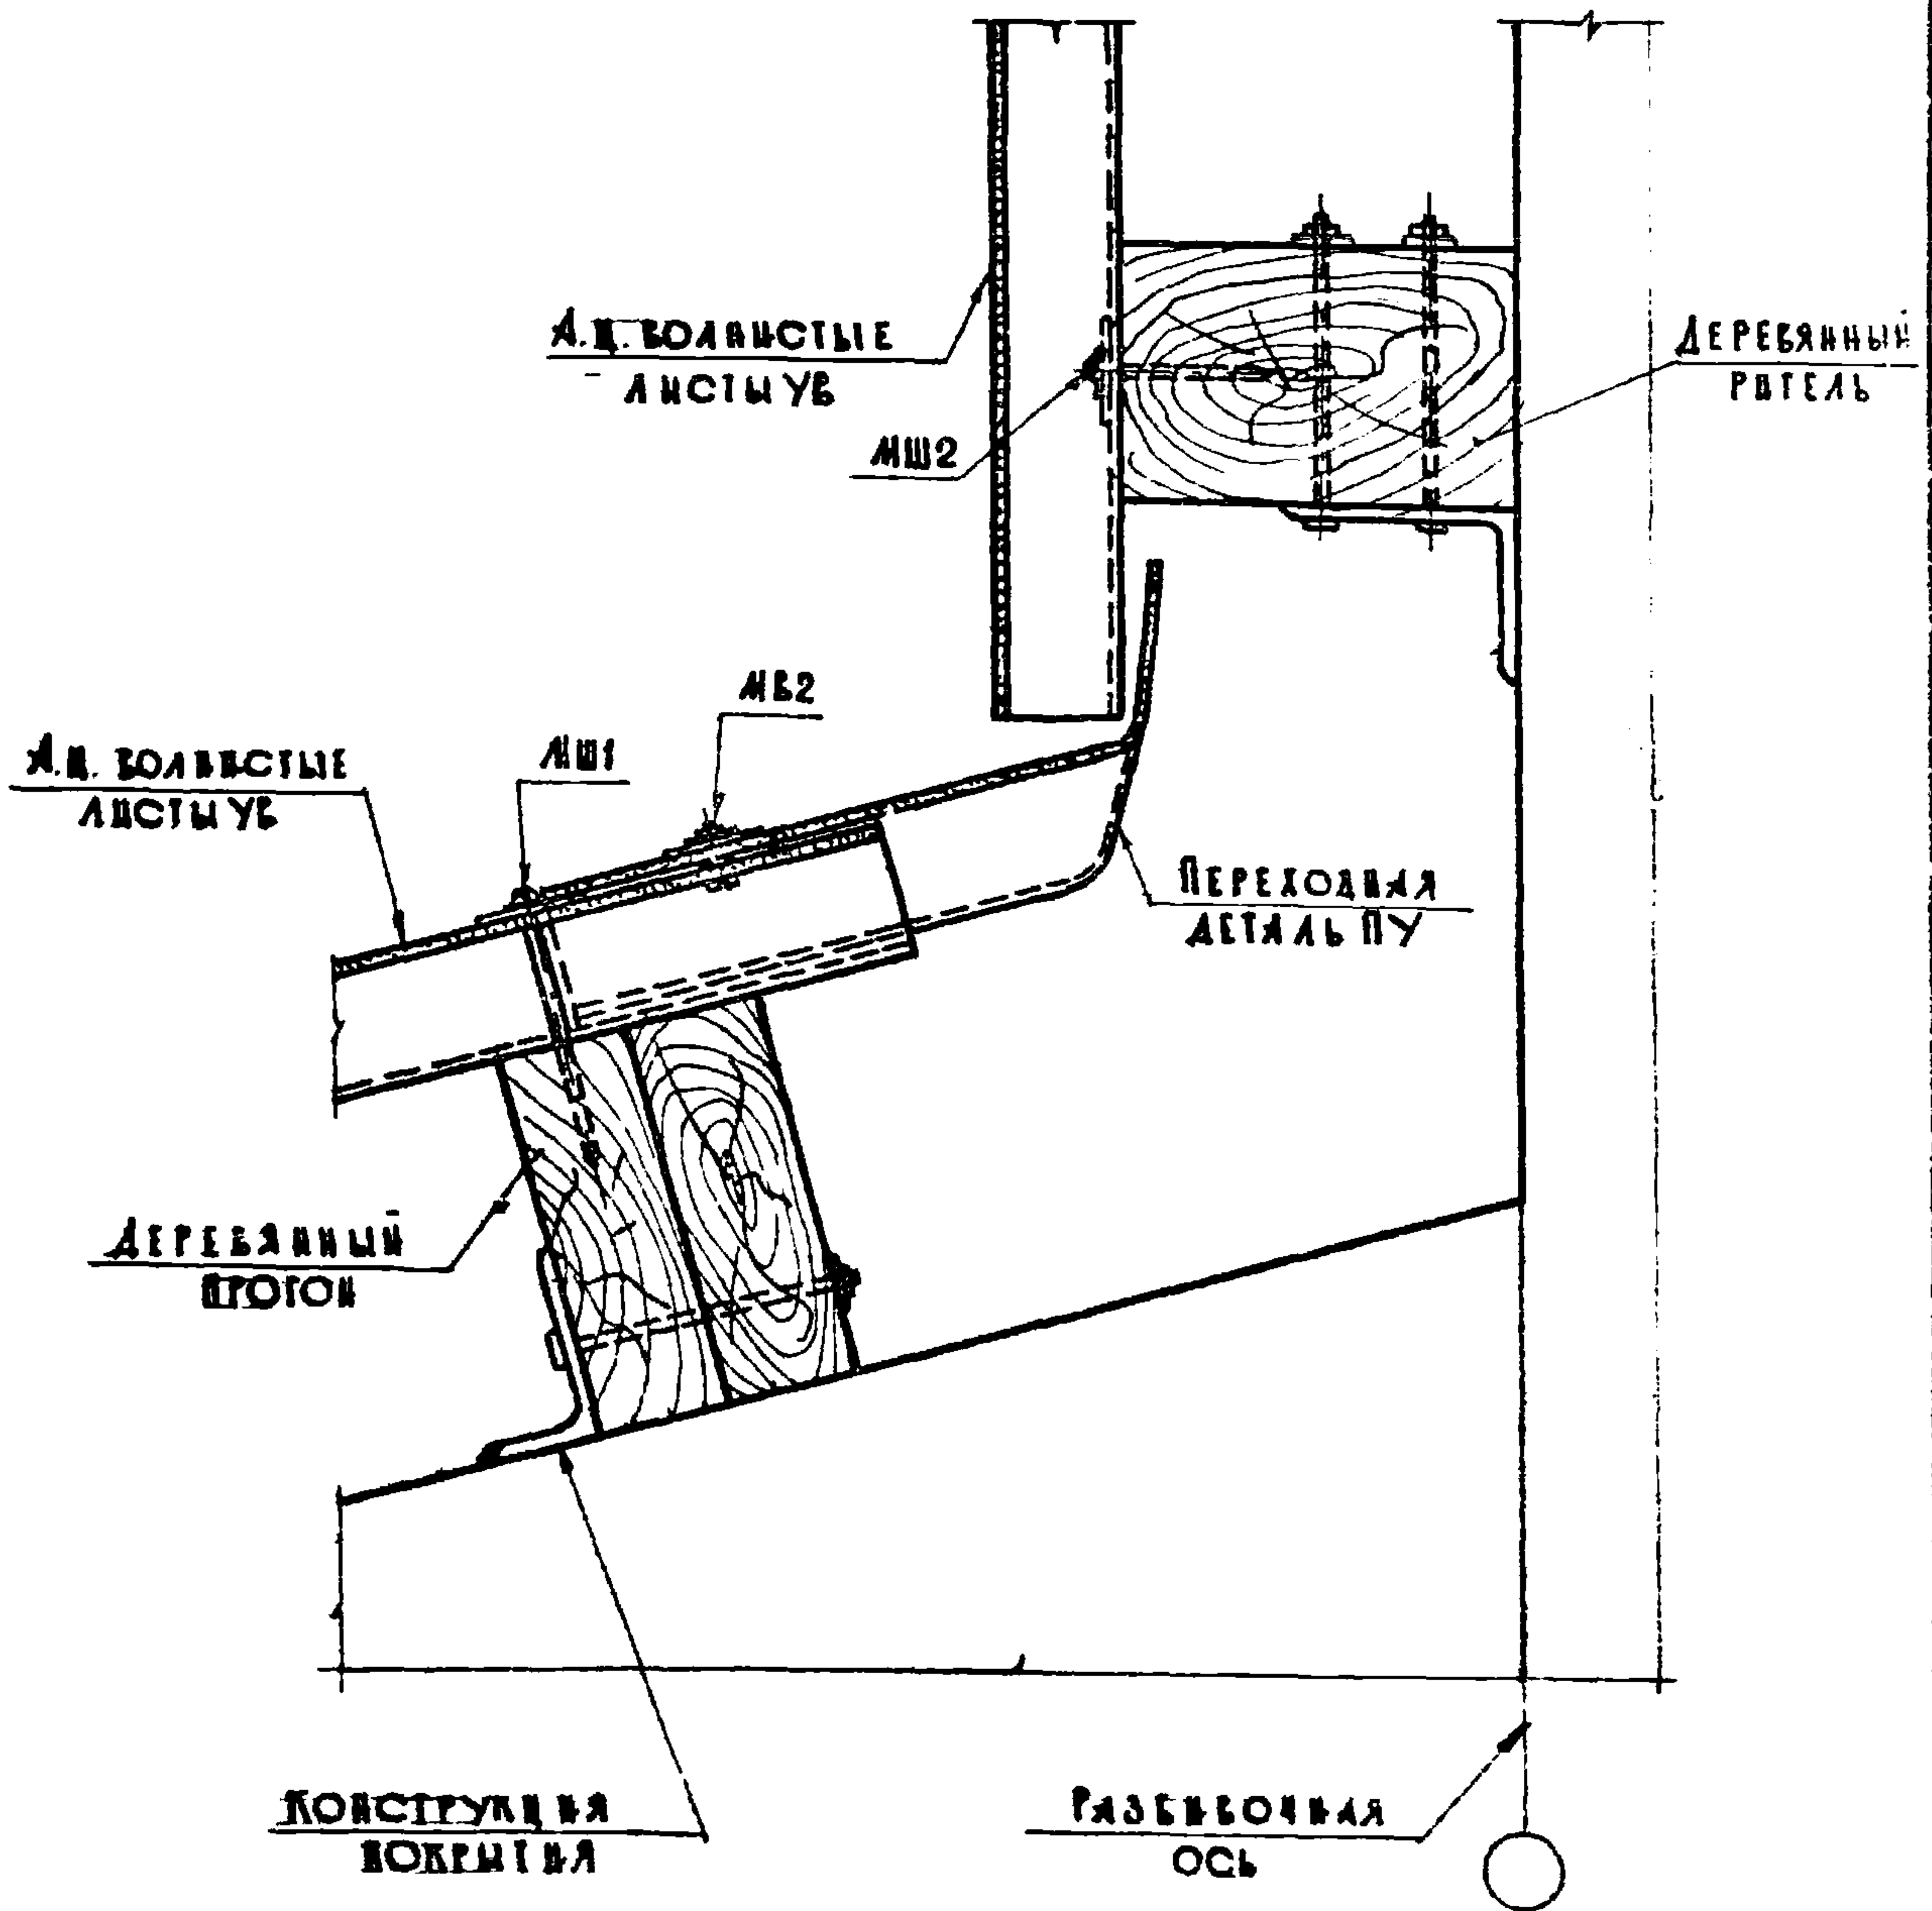 А.Ц. ВОЛНИСТЫЕ
ЛИСТЫ УВ
ДЕРЕВЯННЫЙ
РИГЕЛЬ
МШ2
МБ2
МШ1
А.Ц. ВОЛНИСТЫЕ
ЛИСТЫ УВ
ПЕРЕХОДНАЯ
ДЕТАЛЬ ПУ
ДЕРЕВЯННЫЙ
ПРОГОН
КОНСТРУКЦИЯ
ПОКРЫТИЯ
РАЗБИВОЧНАЯ
ОСЬ